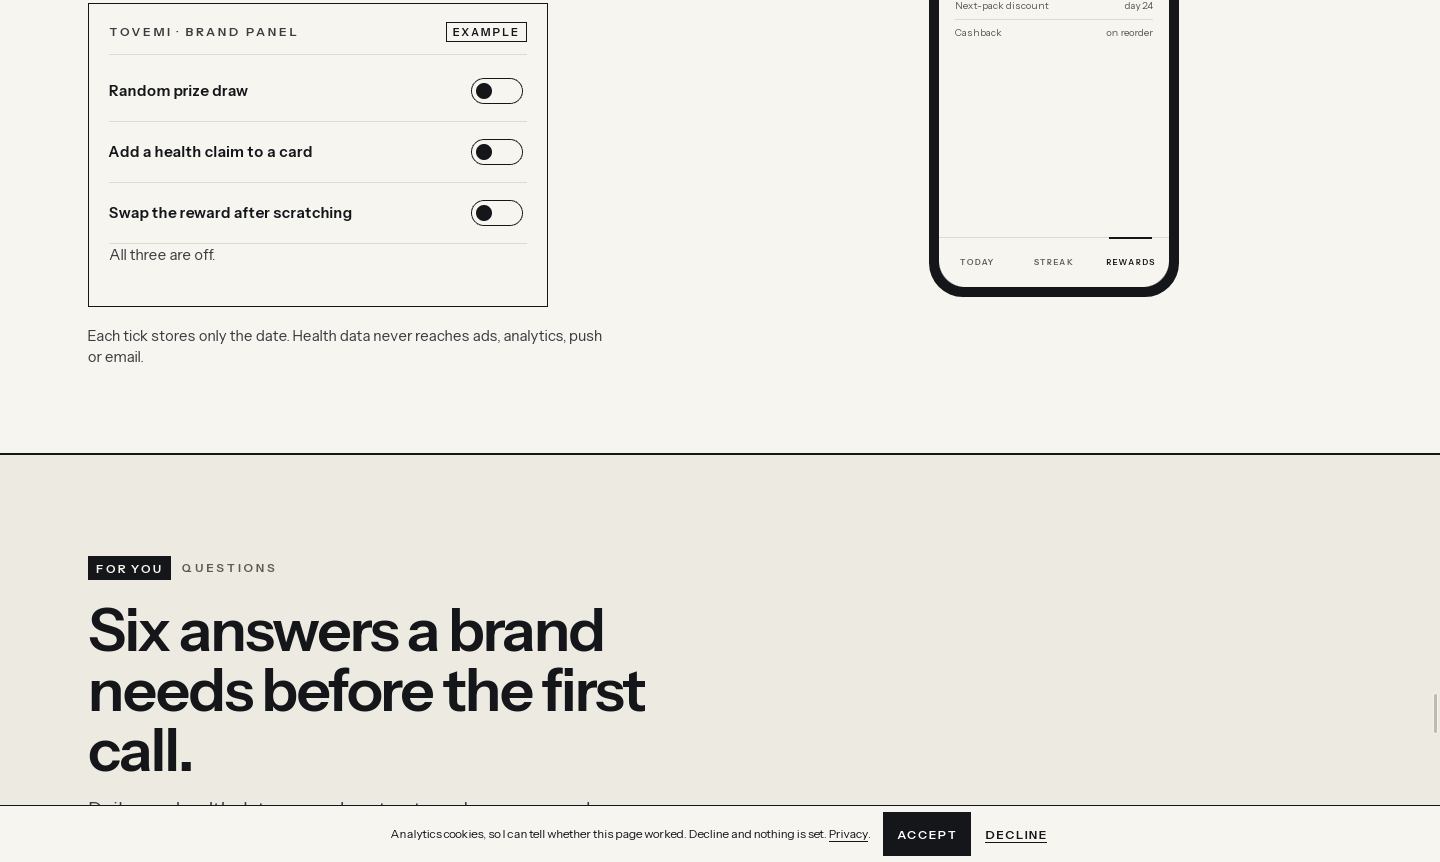 TOVEMI · BRAND PANEL
EXAMPLE
Random prize draw
Add a health claim to a card
Swap the reward after scratching
All three are off.
Each tick stores only the date. Health data never reaches ads, analytics, push
or email.
Next-pack discount day 24
Cashback on reorder
TODAY STREAK REWARDS
FOR YOU QUESTIONS
Six answers a brand
needs before the first
call.
Analytics cookies, so I can tell whether this page worked. Decline and nothing is set. Privacy.
ACCEPT
DECLINE